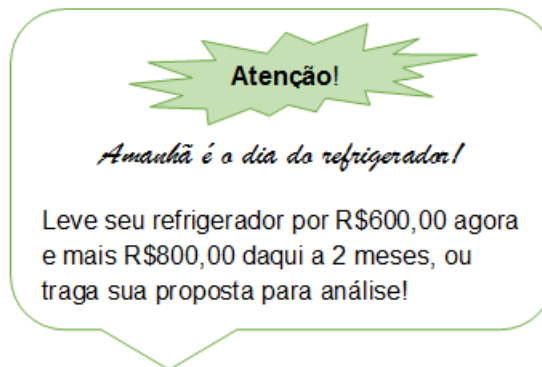 Atenção!
Amanhã é o dia do refrigerador!
Leve seu refrigerador por R$600,00 agora
e mais R$800,00 daqui a 2 meses, ou
traga sua proposta para análise!